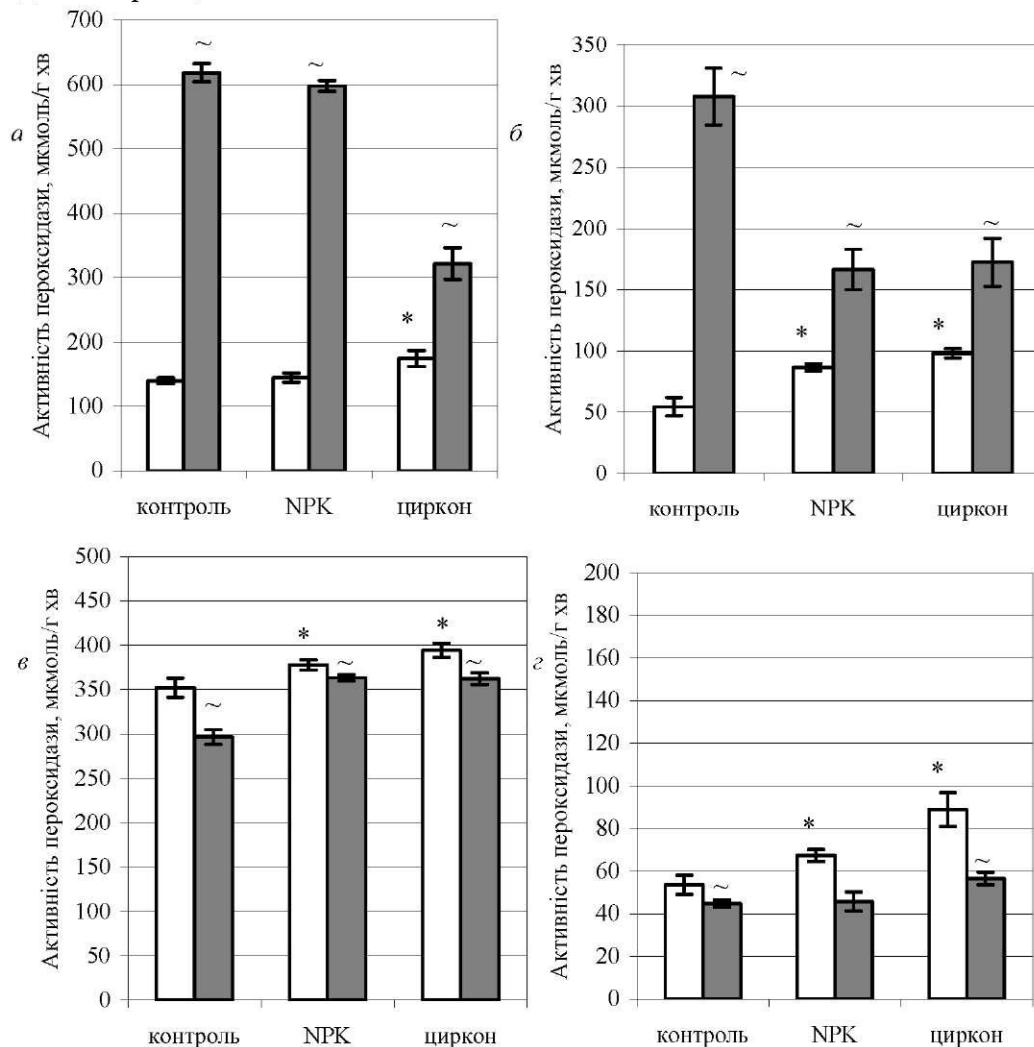 а
Активність пероксидази, мкмоль/г хв
700
600
500
400
300
200
100
0
~
~
*
~
контроль
NPK
циркон
б
Активність пероксидази, мкмоль/г хв
350
300
250
200
150
100
50
0
~
*
~
*
~
контроль
NPK
циркон
в
Активність пероксидази, мкмоль/г хв
500
450
400
350
300
250
200
150
100
50
0
~
*
~
*
~
контроль
NPK
циркон
г
Активність пероксидази, мкмоль/г хв
200
180
160
140
120
100
80
60
40
20
0
~
*
*
~
контроль
NPK
циркон